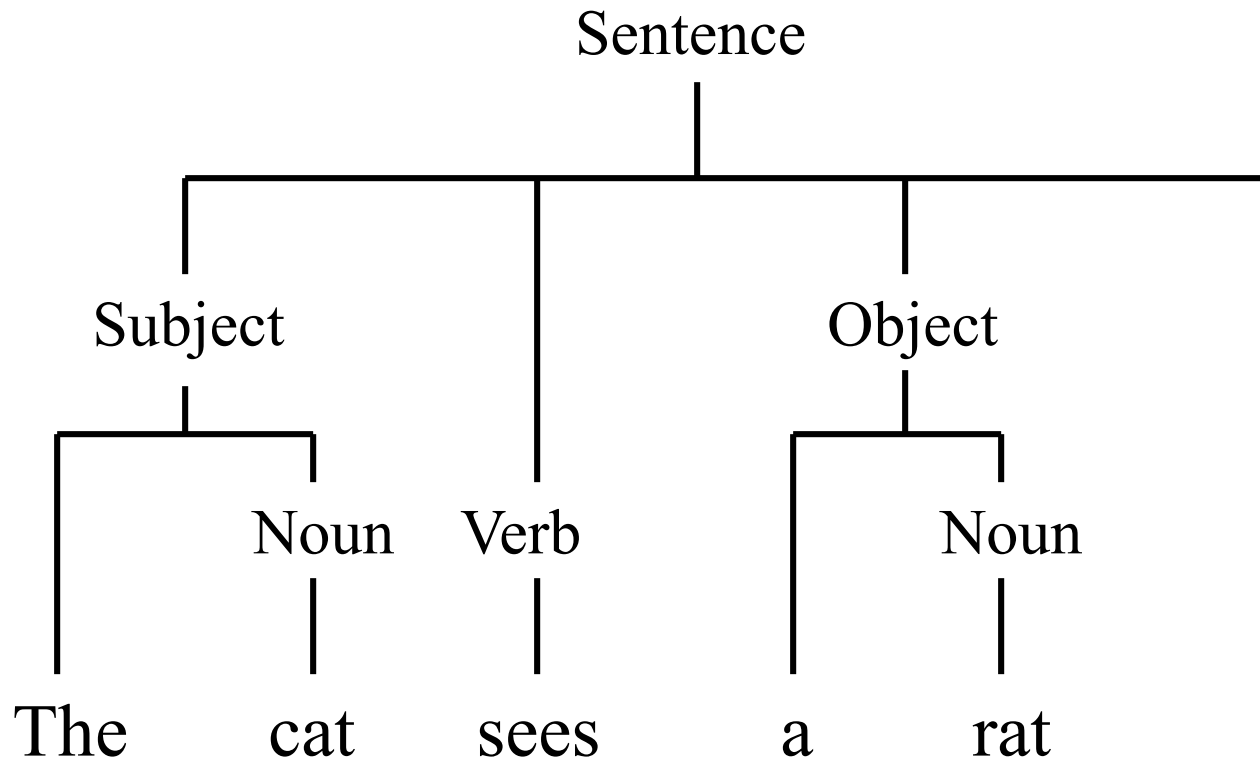 Sentence
Subject Object
Noun Verb Noun
The cat sees a rat